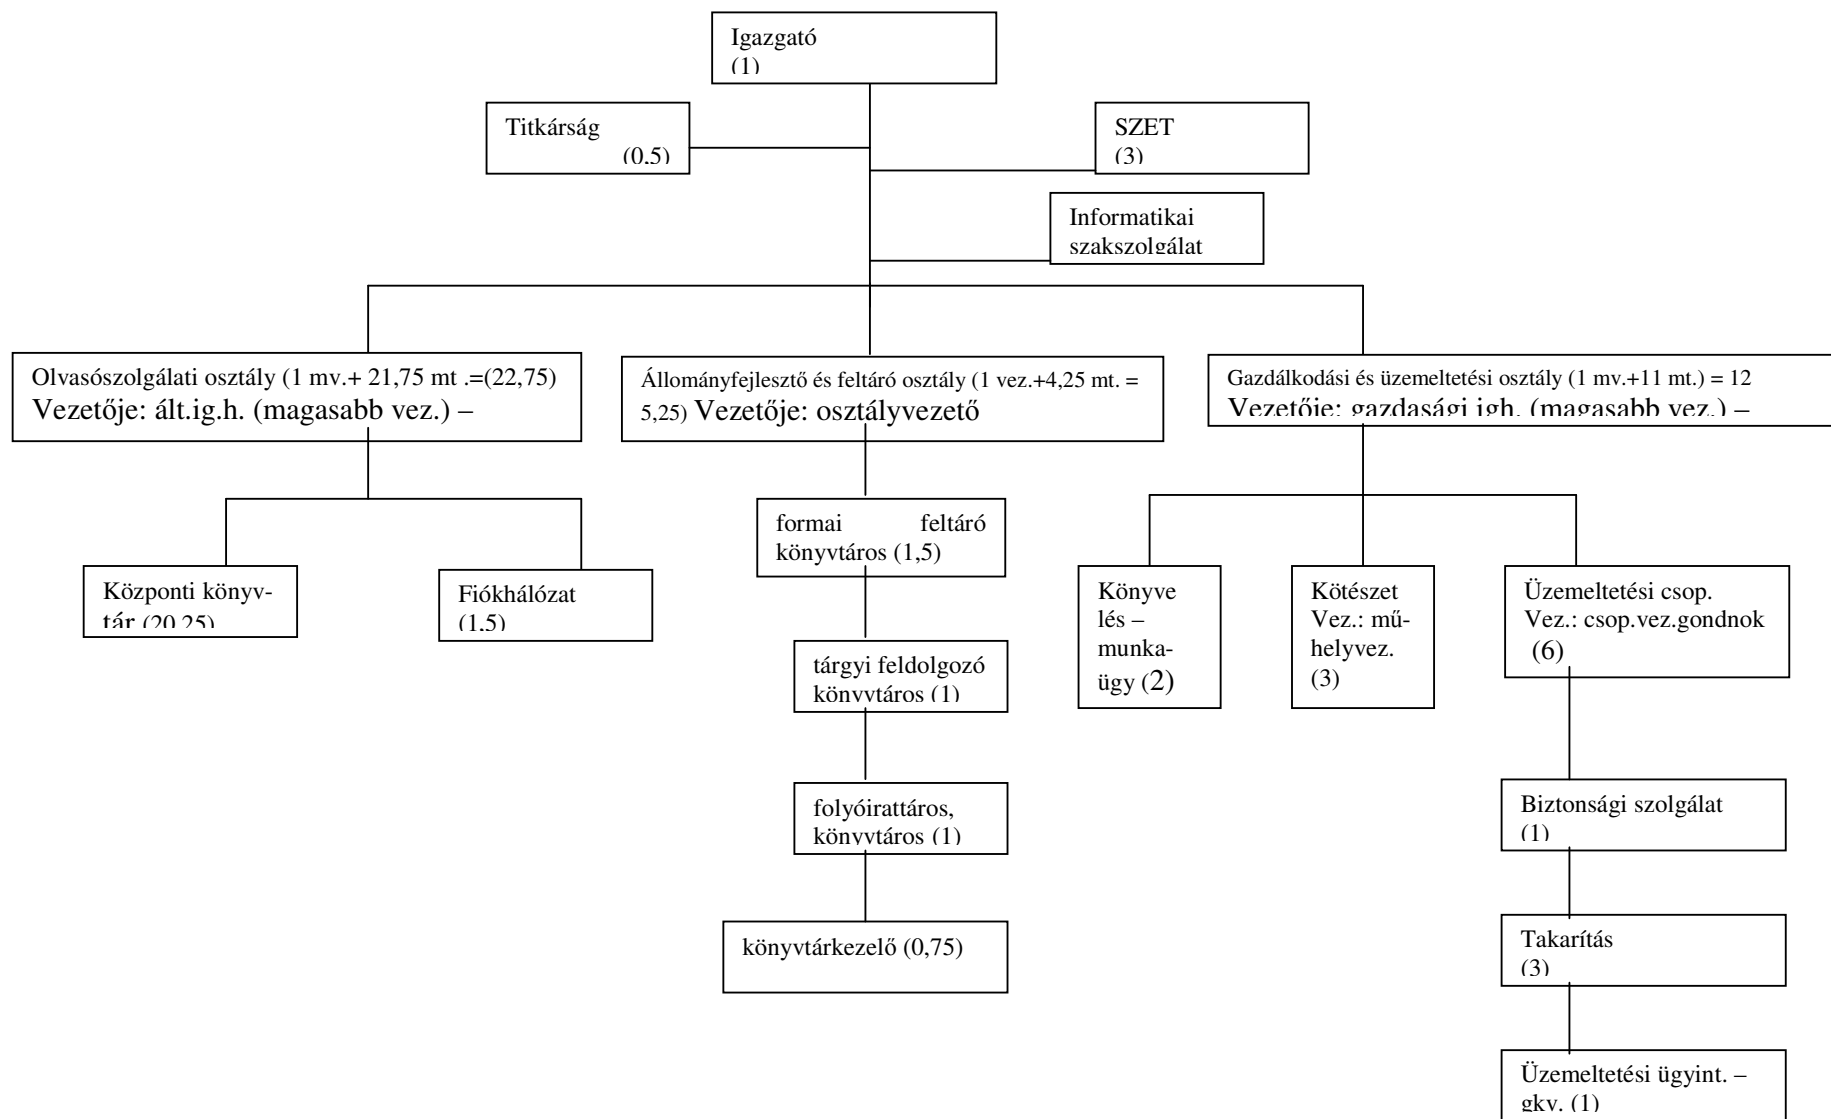 Igazgató
(1)
Titkárság
(0,5)
SZET
(3)
Informatikai
szakszolgálat
Olvasószolgálati osztály (1 mv.+ 21,75 mt .=(22,75)
Vezetője: ált.ig.h. (magasabb vez.) –
Állományfejlesztő és feltáró osztály (1 vez.+4,25 mt. =
5,25) Vezetője: osztályvezető
Gazdálkodási és üzemeltetési osztály (1 mv.+11 mt.) = 12
Vezetője: gazdasági igh. (magasabb vez.) –
Központi könyv-
tár (20,25)
Fiókhálózat
(1,5)
formai feltáró
könyvtáros (1,5)
tárgyi feldolgozó
könyvtáros (1)
folyóirattáros,
könyvtáros (1)
könyvtárkezelő (0,75)
Könyve
lés –
munka-
ügy (2)
Kötészet
Vez.: mű-
helyvez.
(3)
Üzemeltetési csop.
Vez.: csop.vez.gondnok
(6)
Biztonsági szolgálat
(1)
Takarítás
(3)
Üzemeltetési ügyint. –
gkv. (1)